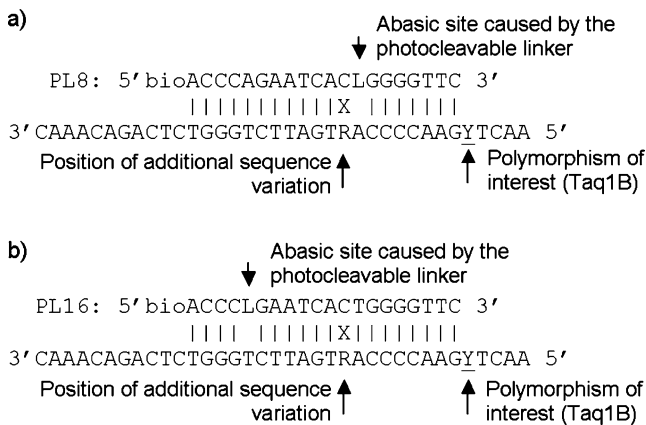 a)
Abasic site caused by the
photocleavable linker
PL8: 5′bioACCCAGAATCACLGGGGTTC 3′
||||||||||||X |||||||
3′CAAACAGACTCTGGGTCTTAGTRACCCCAAGYTCAA 5′
Position of additional sequence
variation
Polymorphism of
interest (Taq1B)
b)
Abasic site caused by the
photocleavable linker
PL16: 5′bioACCCLGAATCACTGGGGTTC 3′
|||| ||||||X||||||||
3′CAAACAGACTCTGGGTCTTAGTRACCCCAAGYTCAA 5′
Position of additional sequence
variation
Polymorphism of
interest (Taq1B)